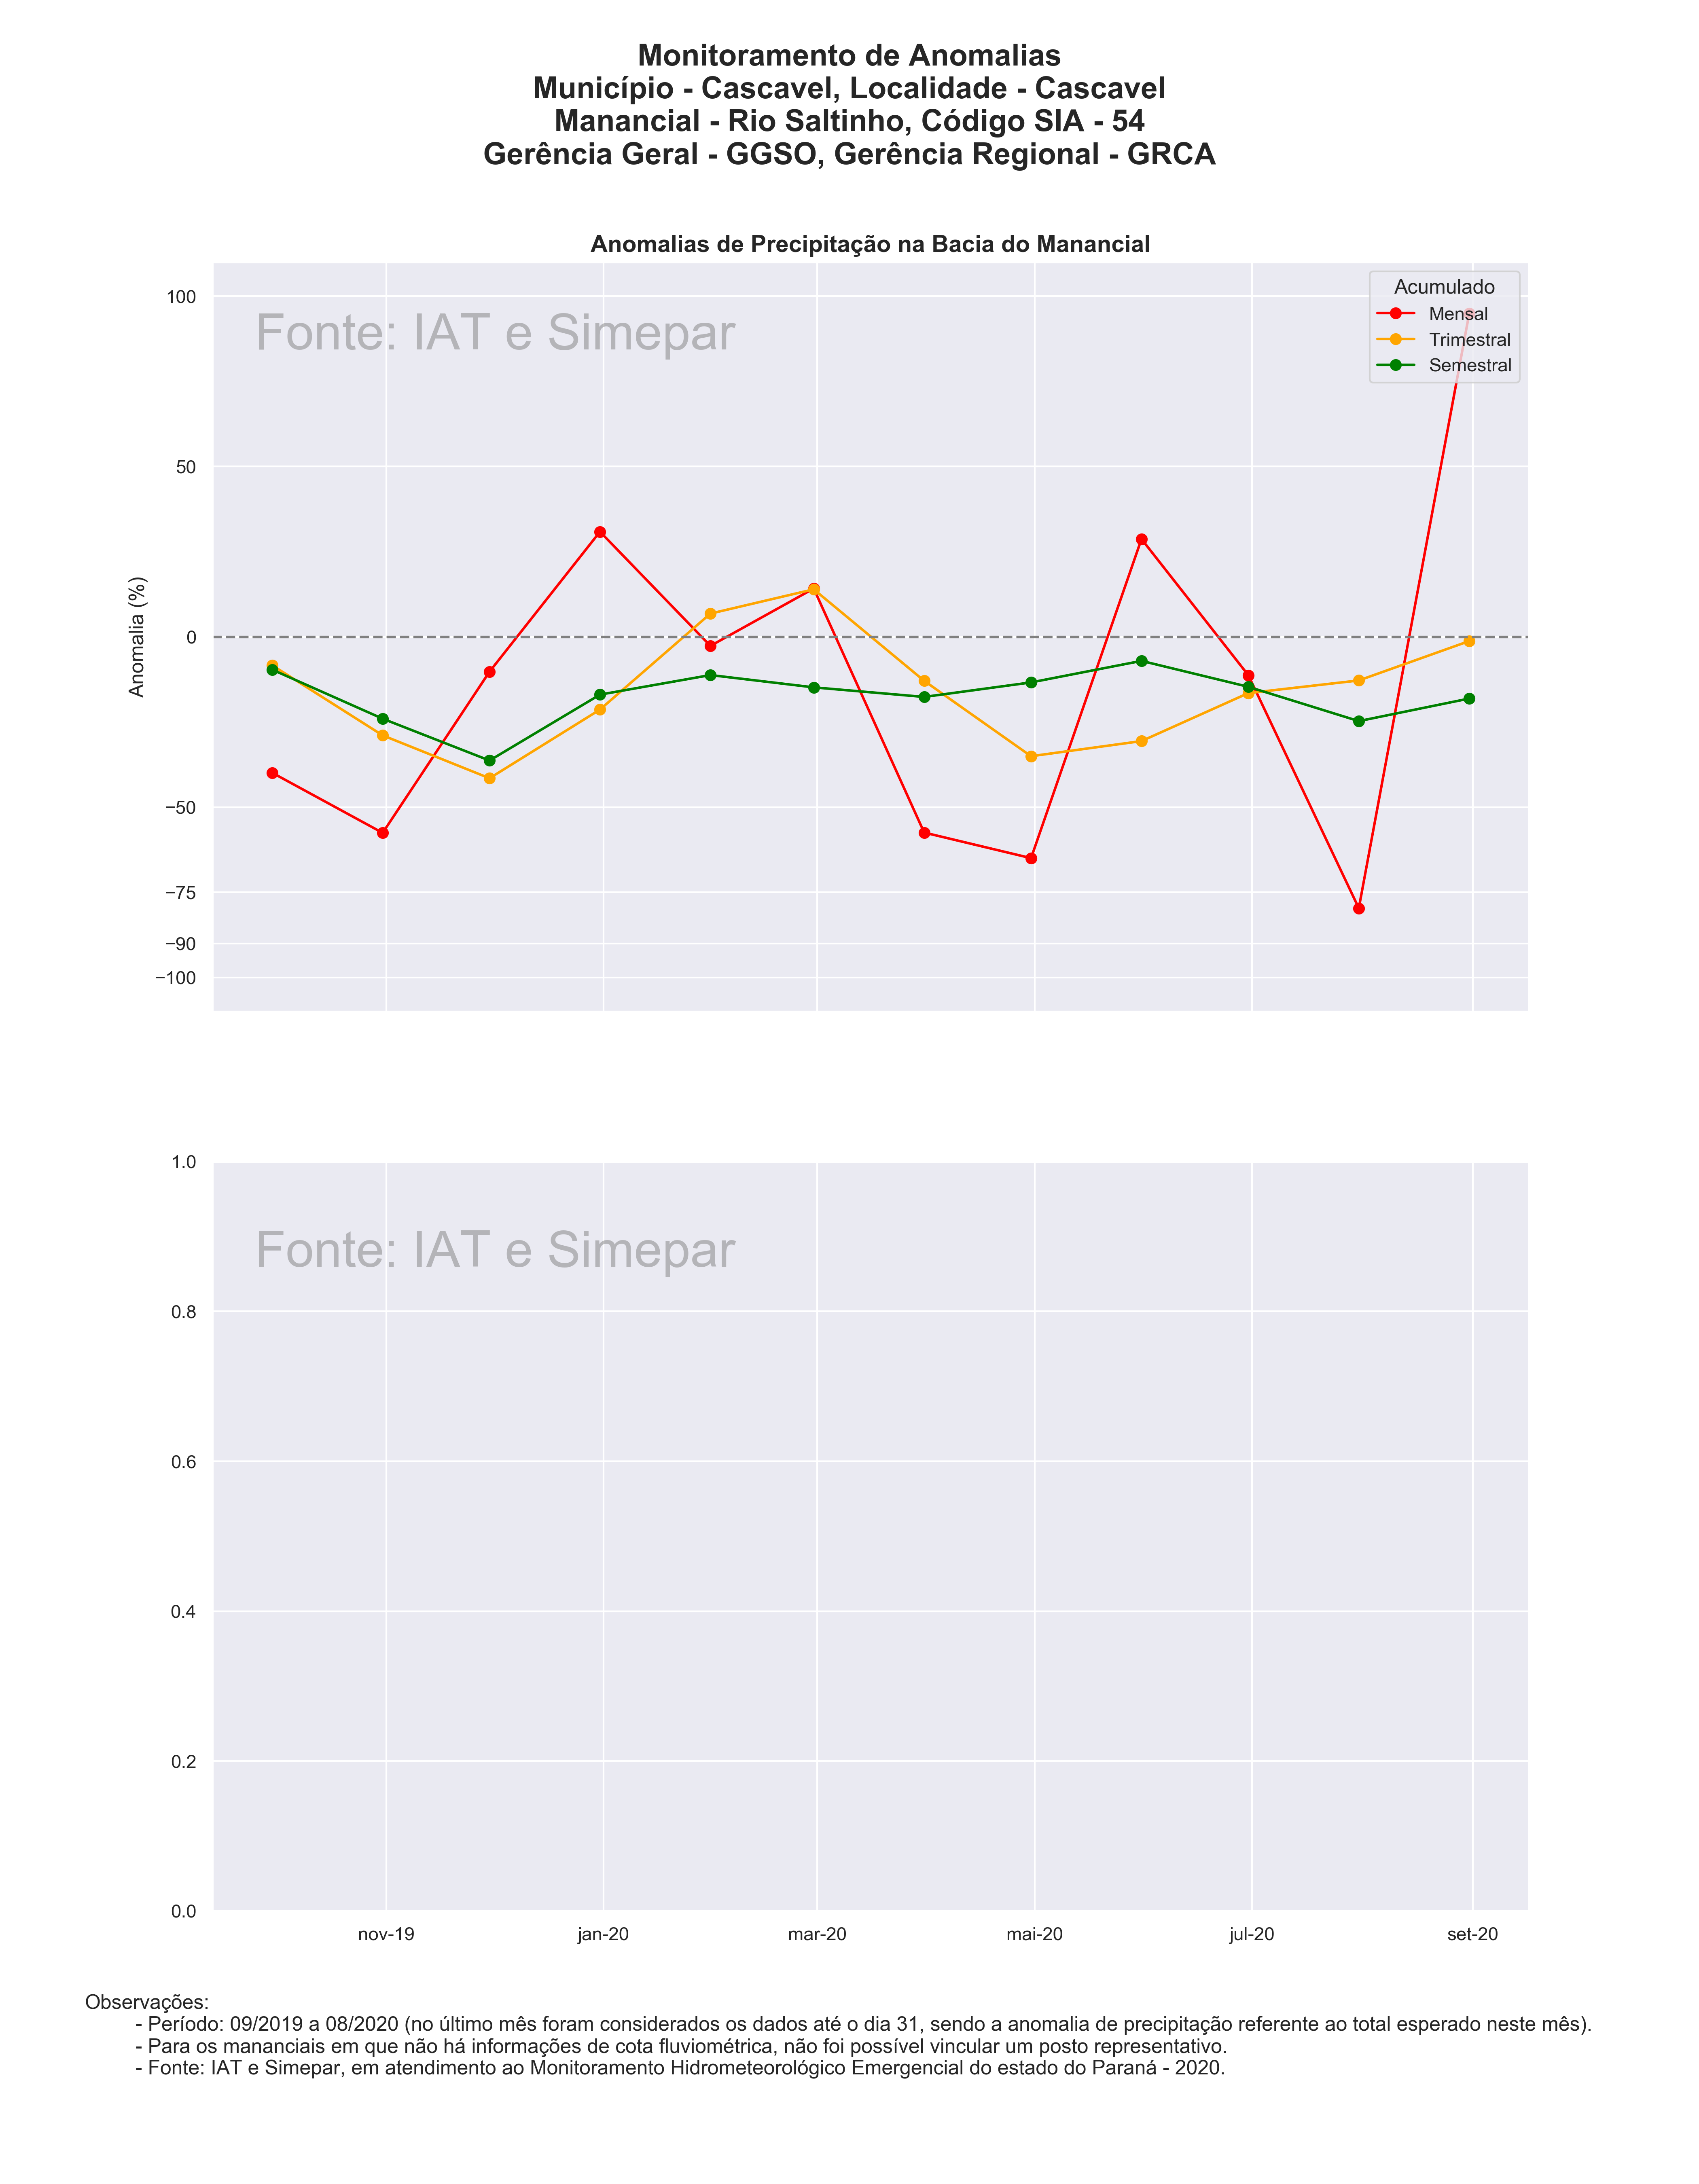 Monitoramento de Anomalias
Município - Cascavel, Localidade - Cascavel
Manancial - Rio Saltinho, Código SIA - 54
Gerência Geral - GGSO, Gerência Regional - GRCA
Anomalias de Precipitação na Bacia do Manancial
Fonte: IAT e Simepar
Acumulado
Mensal
Trimestral
Semestral
Anomalia (%)
100
50
0
−50
−75
−90
−100
Fonte: IAT e Simepar
1.0
0.8
0.6
0.4
0.2
0.0
nov-19 jan-20 mar-20 mai-20 jul-20 set-20
Observações:
- Período: 09/2019 a 08/2020 (no último mês foram considerados os dados até o dia 31, sendo a anomalia de precipitação referente ao total esperado neste mês).
- Para os mananciais em que não há informações de cota fluviométrica, não foi possível vincular um posto representativo.
- Fonte: IAT e Simepar, em atendimento ao Monitoramento Hidrometeorológico Emergencial do estado do Paraná - 2020.